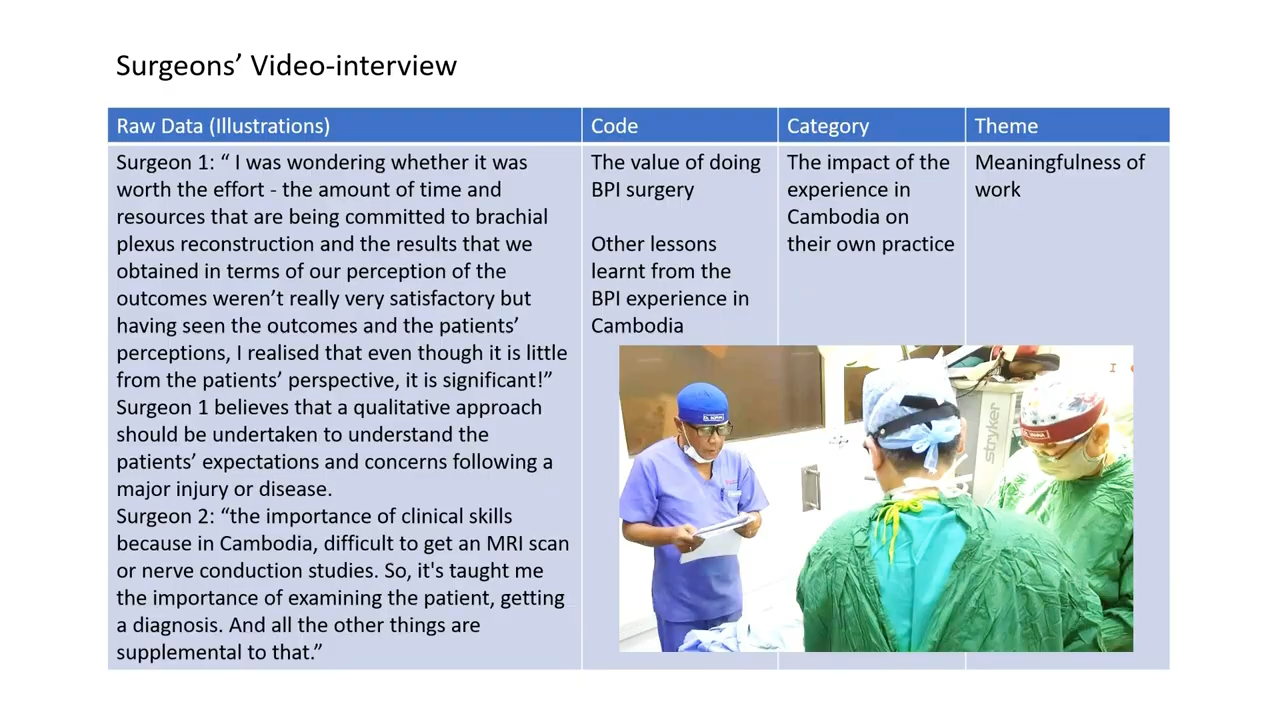 Surgeons’ Video-interview
Raw Data (Illustrations)
Code
Category
Theme
Surgeon 1: “ I was wondering whether it was
worth the effort - the amount of time and
resources that are being committed to brachial
plexus reconstruction and the results that we
obtained in terms of our perception of the
outcomes weren’t really very satisfactory but
having seen the outcomes and the patients’
perceptions, I realised that even though it is little
from the patients’ perspective, it is significant!”
Surgeon 1 believes that a qualitative approach
should be undertaken to understand the
patients’ expectations and concerns following a
major injury or disease.
Surgeon 2: “the importance of clinical skills
because in Cambodia, difficult to get an MRI scan
or nerve conduction studies. So, it's taught me
the importance of examining the patient, getting
a diagnosis. And all the other things are
supplemental to that.”
The value of doing
BPI surgery
Other lessons
learnt from the
BPI experience in
Cambodia
The impact of the
experience in
Cambodia on
their own practice
Meaningfulness of
work
stryker